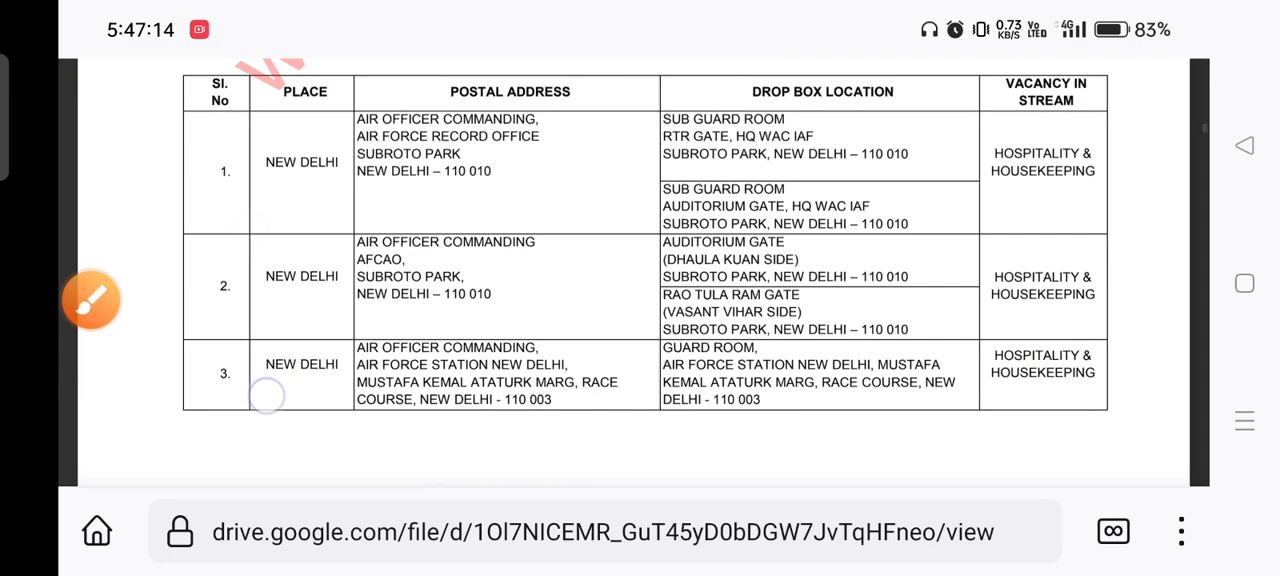 5:47:14
0.73 KB/S
Vo LTE
4G
83%
Sl. No
PLACE
POSTAL ADDRESS
DROP BOX LOCATION
VACANCY IN STREAM
1.
NEW DELHI
AIR OFFICER COMMANDING,
AIR FORCE RECORD OFFICE
SUBROTO PARK
NEW DELHI – 110 010
SUB GUARD ROOM
RTR GATE, HQ WAC IAF
SUBROTO PARK, NEW DELHI – 110 010
SUB GUARD ROOM
AUDITORIUM GATE, HQ WAC IAF
SUBROTO PARK, NEW DELHI – 110 010
HOSPITALITY &
HOUSEKEEPING
2.
NEW DELHI
AIR OFFICER COMMANDING
AFCAO,
SUBROTO PARK,
NEW DELHI – 110 010
AUDITORIUM GATE
(DHAULA KUAN SIDE)
SUBROTO PARK, NEW DELHI – 110 010
RAO TULA RAM GATE
(VASANT VIHAR SIDE)
SUBROTO PARK, NEW DELHI – 110 010
HOSPITALITY &
HOUSEKEEPING
3.
NEW DELHI
AIR OFFICER COMMANDING,
AIR FORCE STATION NEW DELHI,
MUSTAFA KEMAL ATATURK MARG, RACE
COURSE, NEW DELHI - 110 003
GUARD ROOM,
AIR FORCE STATION NEW DELHI, MUSTAFA
KEMAL ATATURK MARG, RACE COURSE, NEW
DELHI - 110 003
HOSPITALITY &
HOUSEKEEPING
drive.google.com/file/d/1Ol7NICEMR_GuT45yD0bDGW7JvTqHFneo/view